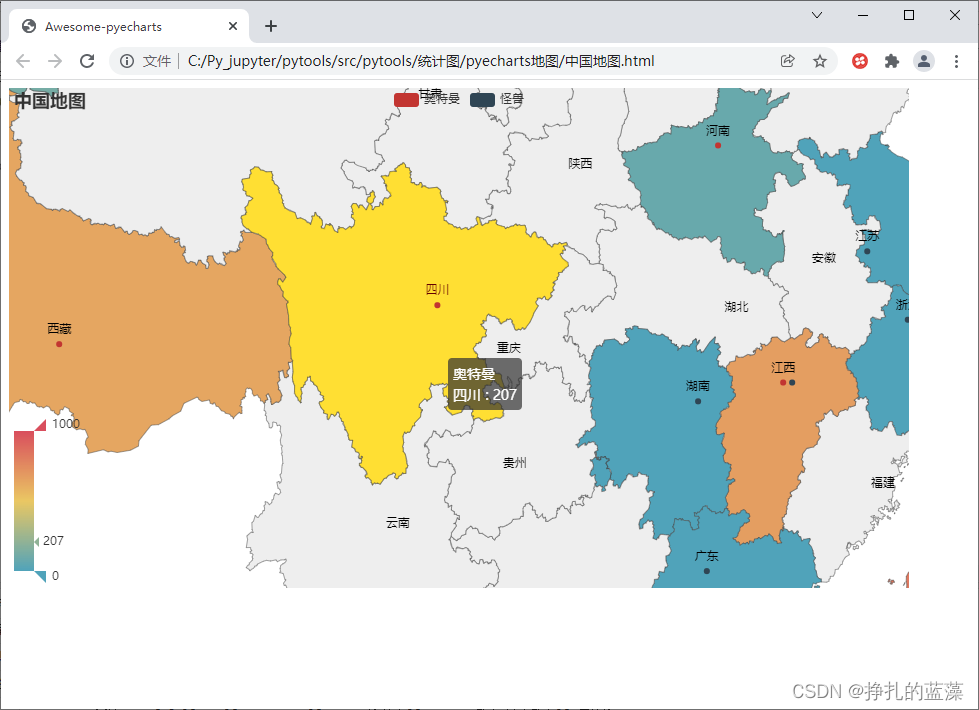 Awesome-pyecharts
文件
C:/Py_jupyter/pytools/src/pytools/统计图/pyecharts地图/中国地图.html
中国地图
甘肃
奥特曼
怪兽
河南
陕西
江苏
安徽
四川
湖北
浙
西藏
重庆
江西
奥特曼
四川 : 207
湖南
1000
贵州
福建
云南
207
广东
0
CSDN @挣扎的蓝藻